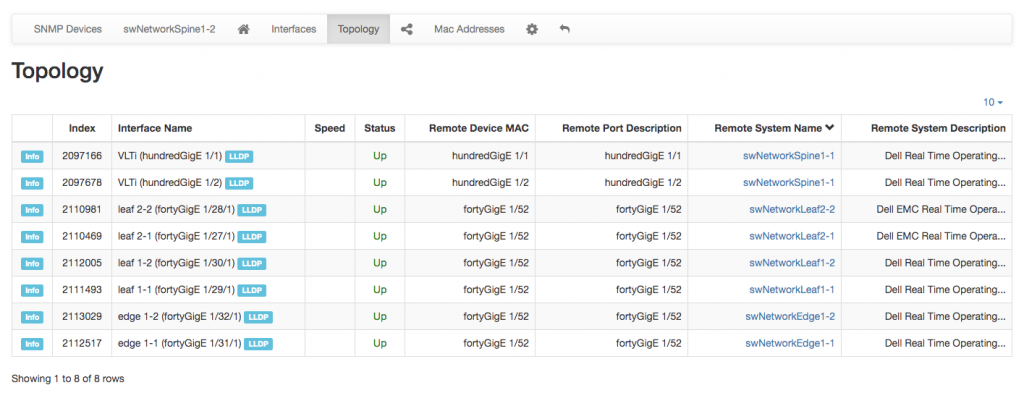 SNMP Devices swNetworkSpine1-2 Interfaces Topology Mac Addresses
Topology
10
Index Interface Name Speed Status Remote Device MAC Remote Port Description Remote System Name Remote System Description
Info 2097166 VLTi (hundredGigE 1/1) LLDP Up hundredGigE 1/1 hundredGigE 1/1 swNetworkSpine1-1 Dell Real Time Operating...
Info 2097678 VLTi (hundredGigE 1/2) LLDP Up hundredGigE 1/2 hundredGigE 1/2 swNetworkSpine1-1 Dell Real Time Operating...
Info 2110981 leaf 2-2 (fortyGigE 1/28/1) LLDP Up fortyGigE 1/52 fortyGigE 1/52 swNetworkLeaf2-2 Dell EMC Real Time Opera...
Info 2110469 leaf 2-1 (fortyGigE 1/27/1) LLDP Up fortyGigE 1/52 fortyGigE 1/52 swNetworkLeaf2-1 Dell EMC Real Time Opera...
Info 2112005 leaf 1-2 (fortyGigE 1/30/1) LLDP Up fortyGigE 1/52 fortyGigE 1/52 swNetworkLeaf1-2 Dell Real Time Operating...
Info 2111493 leaf 1-1 (fortyGigE 1/29/1) LLDP Up fortyGigE 1/52 fortyGigE 1/52 swNetworkLeaf1-1 Dell Real Time Operating...
Info 2113029 edge 1-2 (fortyGigE 1/32/1) LLDP Up fortyGigE 1/52 fortyGigE 1/52 swNetworkEdge1-2 Dell Real Time Operating...
Info 2112517 edge 1-1 (fortyGigE 1/31/1) LLDP Up fortyGigE 1/52 fortyGigE 1/52 swNetworkEdge1-1 Dell Real Time Operating...
Showing 1 to 8 of 8 rows